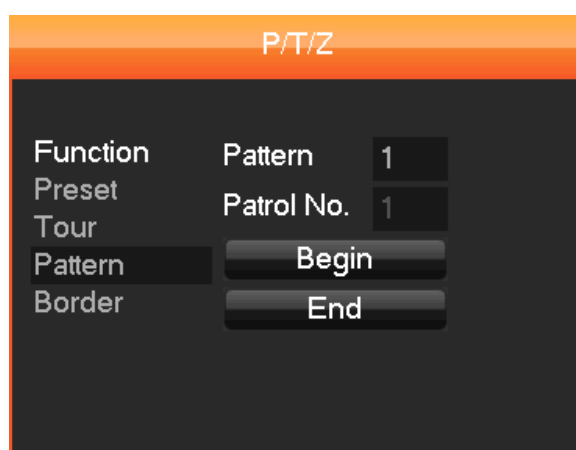 P/T/Z
Function
Preset
Tour
Pattern
Border
Pattern 1
Patrol No. 1
Begin
End